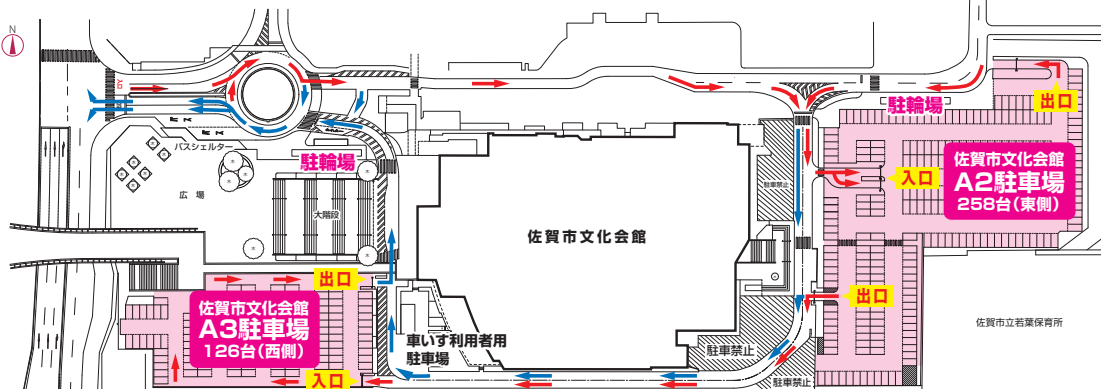 N
駐輪場
出口
バスシェルター
駐輪場
佐賀市文化会館
A2駐車場
258台(東側)
入口
駐車禁止
広 場
大階段
佐賀市文化会館
出口
出口
佐賀市文化会館
A3駐車場
126台(西側)
車いす利用者用
駐車場
佐賀市立若葉保育所
駐車禁止
入口
駐車禁止